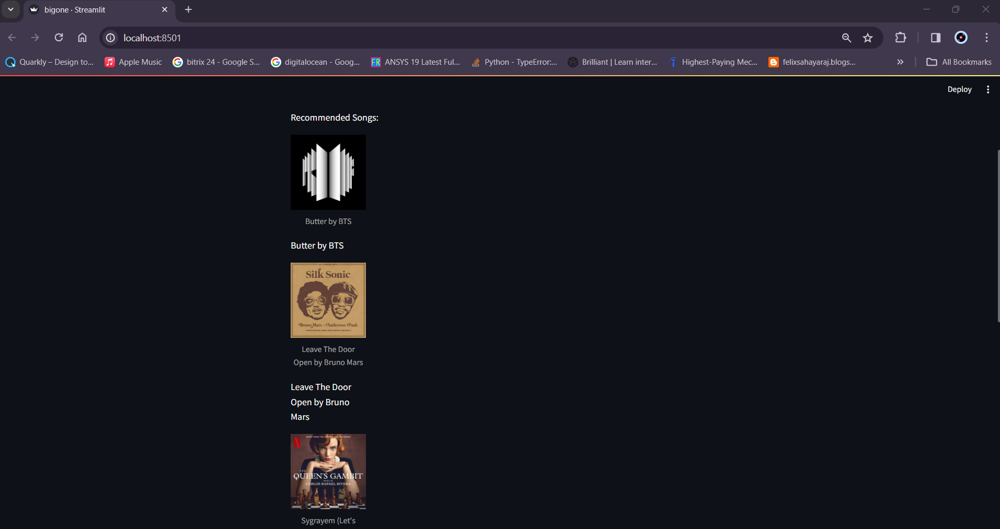 bigone · Streamlit
localhost:8501
Quarkly – Design to...
Apple Music
bitrix 24 - Google S...
digitalocean - Goog...
FR ANSYS 19 Latest Ful...
Python - TypeError:...
Brilliant | Learn inter...
Highest-Paying Mec...
felixsahayaraj.blogs...
All Bookmarks
Deploy
Recommended Songs:
Butter by BTS
Butter by BTS
Silk Sonic
Bruno Mars · Anderson .Paak
Leave The Door
Open by Bruno Mars
Leave The Door
Open by Bruno
Mars
N
THE
QUEEN'S GAMBIT
MUSIC BY
CARLOS RAFAEL RIVERA
Sygrayem (Let's